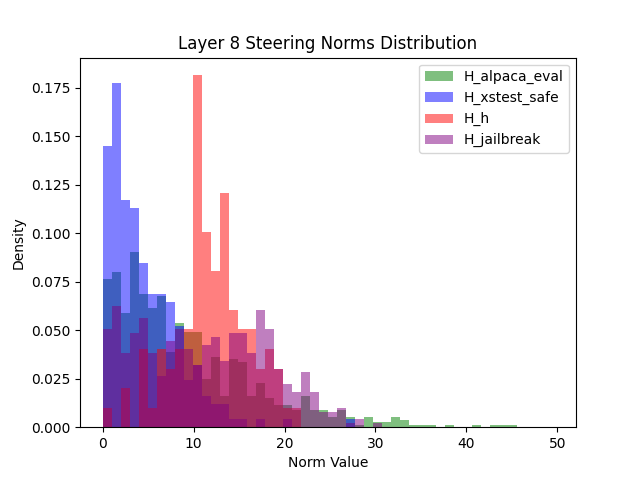 Layer 8 Steering Norms Distribution
H_alpaca_eval
H_xstest_safe
H_h
H_jailbreak
Density
0.175
0.150
0.125
0.100
0.075
0.050
0.025
0.000
0 10 20 30 40 50
Norm Value